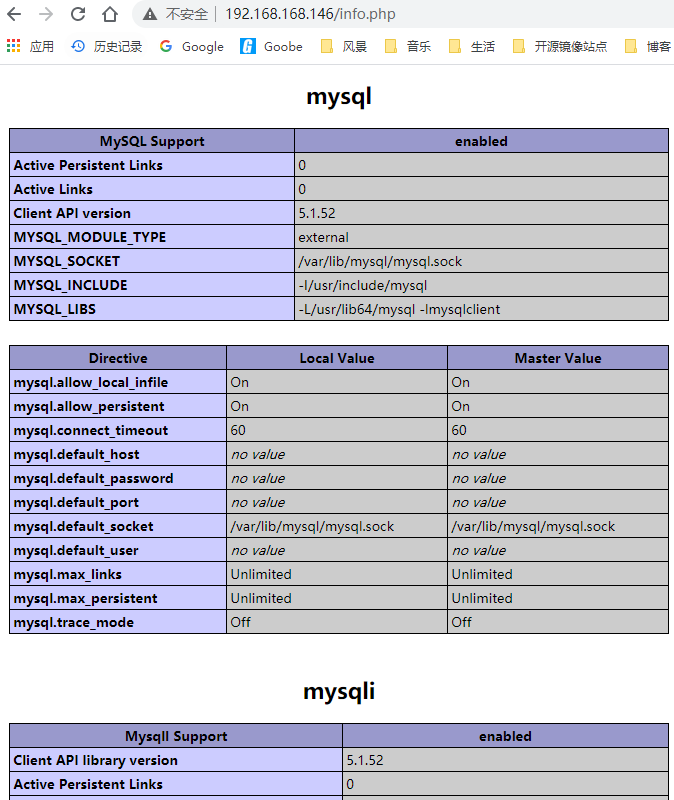 不安全 | 192.168.168.146/info.php
应用 历史记录 Google Goobe 风景 音乐 生活 开源镜像站点 博客
mysql
MySQL Support enabled
Active Persistent Links 0
Active Links 0
Client API version 5.1.52
MYSQL_MODULE_TYPE external
MYSQL_SOCKET /var/lib/mysql/mysql.sock
MYSQL_INCLUDE -I/usr/include/mysql
MYSQL_LIBS -L/usr/lib64/mysql -lmysqlclient
Directive Local Value Master Value
mysql.allow_local_infile On On
mysql.allow_persistent On On
mysql.connect_timeout 60 60
mysql.default_host no value no value
mysql.default_password no value no value
mysql.default_port no value no value
mysql.default_socket /var/lib/mysql/mysql.sock /var/lib/mysql/mysql.sock
mysql.default_user no value no value
mysql.max_links Unlimited Unlimited
mysql.max_persistent Unlimited Unlimited
mysql.trace_mode Off Off
mysqli
MysqlI Support enabled
Client API library version 5.1.52
Active Persistent Links 0